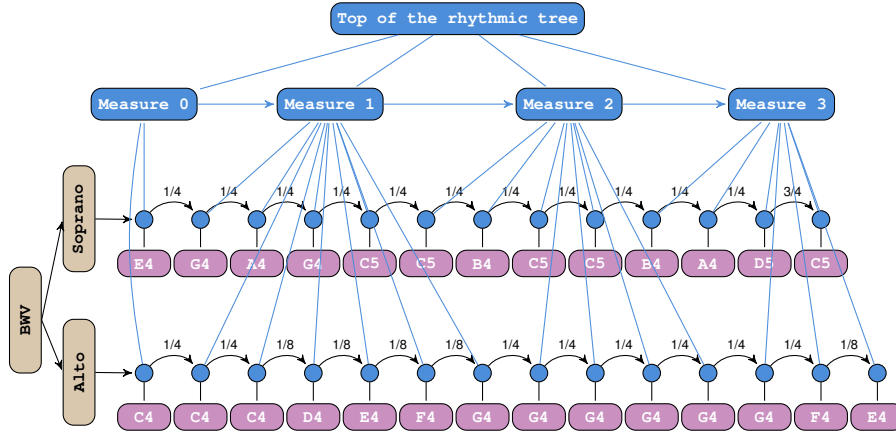 Top of the rhythmic tree
Measure 0 Measure 1 Measure 2 Measure 3
1/4 1/4 1/4 1/4 1/4 1/4 1/4 1/4 1/4 1/4 1/4 3/4
Soprano
E4 G4 A4 G4 C5 C5 B4 C5 C5 B4 A4 D5 C5
BWV
1/4 1/4 1/8 1/8 1/8 1/8 1/4 1/4 1/4 1/4 1/4 1/4 1/8
Alto
C4 C4 C4 D4 E4 F4 G4 G4 G4 G4 G4 G4 F4 E4